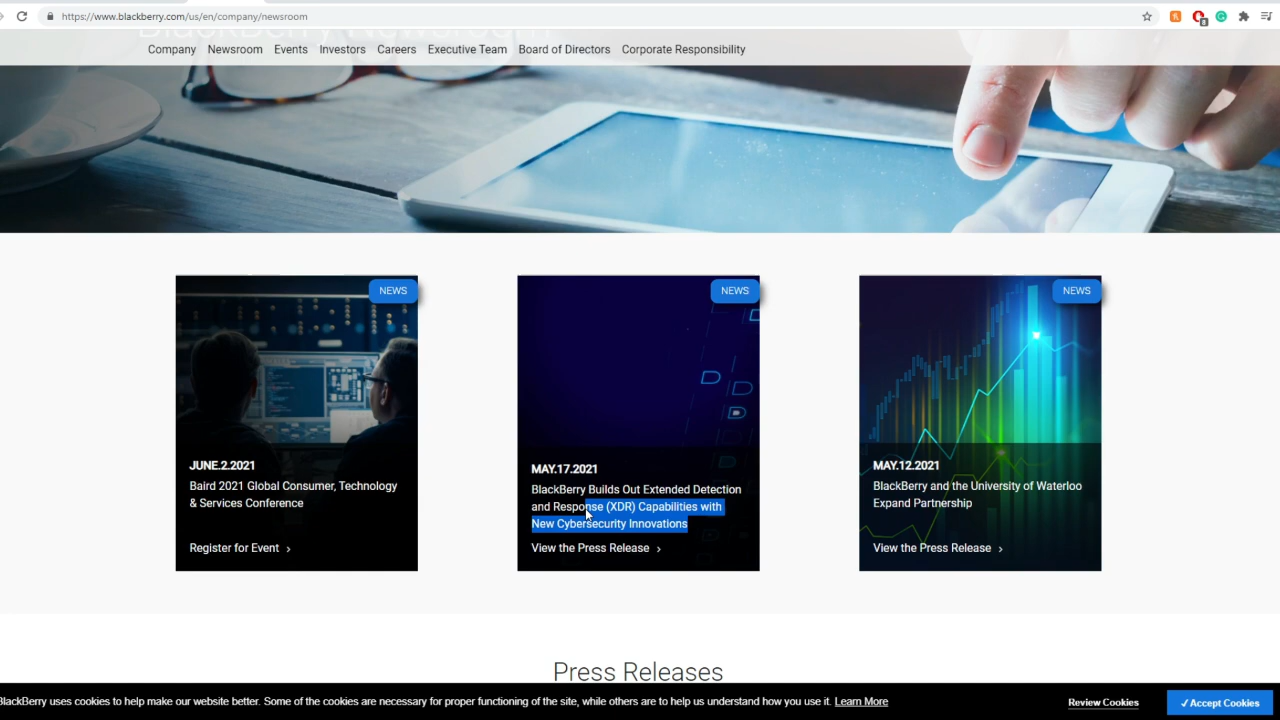 https://www.blackberry.com/us/en/company/newsroom
BlackBerry Newsroom
Company Newsroom Events Investors Careers Executive Team Board of Directors Corporate Responsibility
NEWS
JUNE.2.2021
Baird 2021 Global Consumer, Technology
& Services Conference
Register for Event ›
NEWS
MAY.17.2021
BlackBerry Builds Out Extended Detection
and Response (XDR) Capabilities with
New Cybersecurity Innovations
View the Press Release ›
NEWS
MAY.12.2021
BlackBerry and the University of Waterloo
Expand Partnership
View the Press Release ›
Press Releases
BlackBerry uses cookies to help make our website better. Some of the cookies are necessary for proper functioning of the site, while others are to help us understand how you use it. Learn More
Review Cookies
✓Accept Cookies